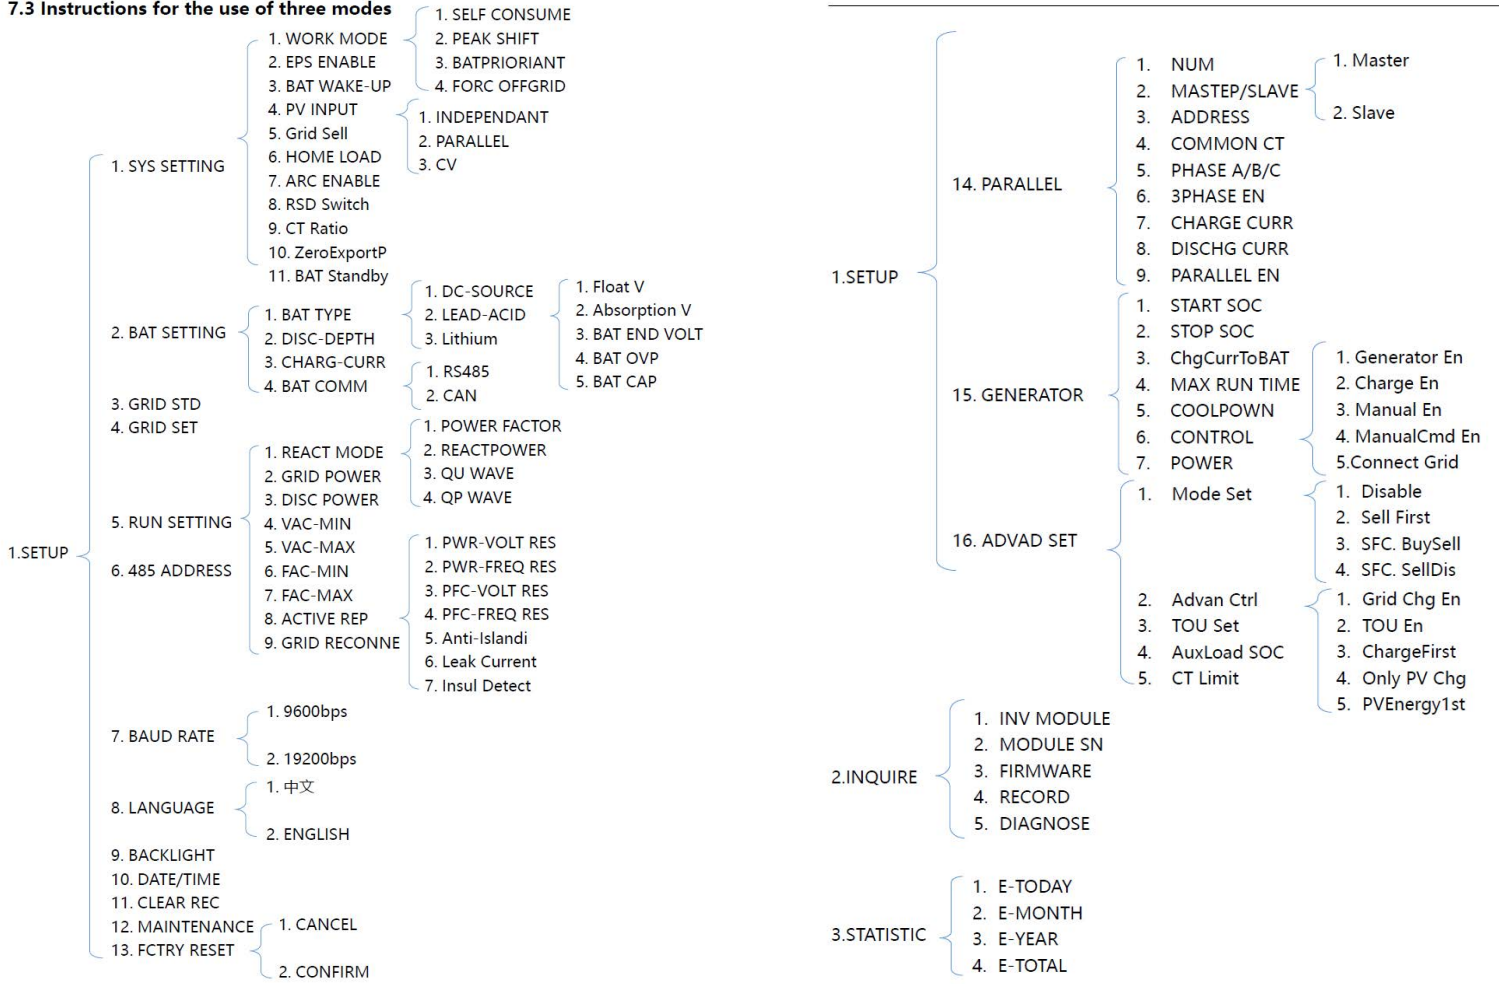 7.3 Instructions for the use of three modes
1.SETUP
1. SYS SETTING
1. WORK MODE
1. SELF CONSUME
2. PEAK SHIFT
3. BATPRIORIANT
4. FORC OFFGRID
2. EPS ENABLE
3. BAT WAKE-UP
4. PV INPUT
1. INDEPENDANT
2. PARALLEL
3. CV
5. Grid Sell
6. HOME LOAD
7. ARC ENABLE
8. RSD Switch
9. CT Ratio
10. ZeroExportP
11. BAT Standby
2. BAT SETTING
1. BAT TYPE
1. DC-SOURCE
2. LEAD-ACID
1. Float V
2. Absorption V
3. BAT END VOLT
4. BAT OVP
5. BAT CAP
3. Lithium
2. DISC-DEPTH
3. CHARG-CURR
4. BAT COMM
1. RS485
2. CAN
3. GRID STD
4. GRID SET
5. RUN SETTING
1. REACT MODE
1. POWER FACTOR
2. REACTPOWER
3. QU WAVE
4. QP WAVE
2. GRID POWER
3. DISC POWER
4. VAC-MIN
5. VAC-MAX
6. FAC-MIN
7. FAC-MAX
8. ACTIVE REP
1. PWR-VOLT RES
2. PWR-FREQ RES
3. PFC-VOLT RES
4. PFC-FREQ RES
5. Anti-Islandi
6. Leak Current
7. Insul Detect
9. GRID RECONNE
6. 485 ADDRESS
7. BAUD RATE
1. 9600bps
2. 19200bps
8. LANGUAGE
1. 中文
2. ENGLISH
9. BACKLIGHT
10. DATE/TIME
11. CLEAR REC
12. MAINTENANCE
13. FCTRY RESET
1. CANCEL
2. CONFIRM
1.SETUP
14. PARALLEL
1. NUM
2. MASTEP/SLAVE
1. Master
2. Slave
3. ADDRESS
4. COMMON CT
5. PHASE A/B/C
6. 3PHASE EN
7. CHARGE CURR
8. DISCHG CURR
9. PARALLEL EN
15. GENERATOR
1. START SOC
2. STOP SOC
3. ChgCurrToBAT
4. MAX RUN TIME
5. COOLPOWN
6. CONTROL
1. Generator En
2. Charge En
3. Manual En
4. ManualCmd En
5.Connect Grid
7. POWER
16. ADVAD SET
1. Mode Set
1. Disable
2. Sell First
3. SFC. BuySell
4. SFC. SellDis
2. Advan Ctrl
1. Grid Chg En
2. TOU En
3. ChargeFirst
4. Only PV Chg
5. PVEnergy1st
3. TOU Set
4. AuxLoad SOC
5. CT Limit
2.INQUIRE
1. INV MODULE
2. MODULE SN
3. FIRMWARE
4. RECORD
5. DIAGNOSE
3.STATISTIC
1. E-TODAY
2. E-MONTH
3. E-YEAR
4. E-TOTAL